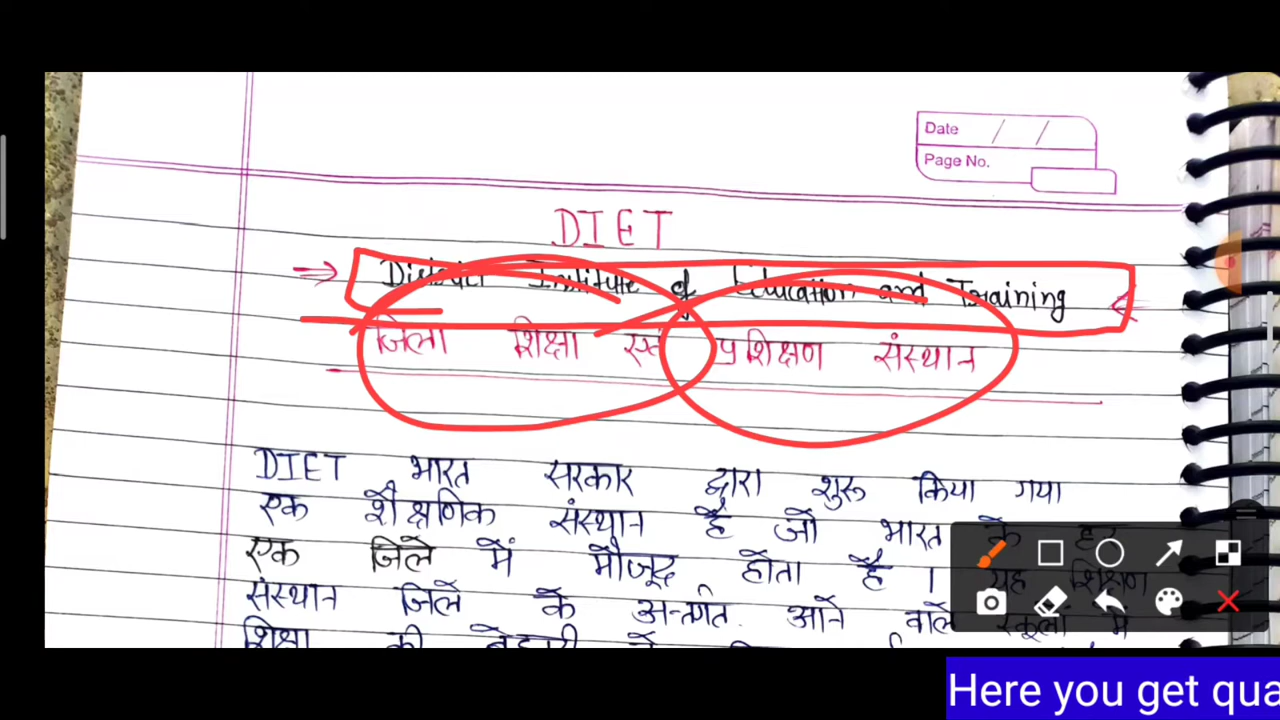 Date / /
Page No.
DIET
⇒ District Institute of Education and Training
जिला शिक्षा एवं प्रशिक्षण संस्थान
DIET भारत सरकार द्वारा शुरू किया गया
एक शैक्षणिक संस्थान है जो भारत के हर
एक जिले में मौजूद होता है । यह शिक्षण
संस्थान जिले के अन्तर्गत आने वाले स्कूलों में
शिक्षा की
Here you get qua